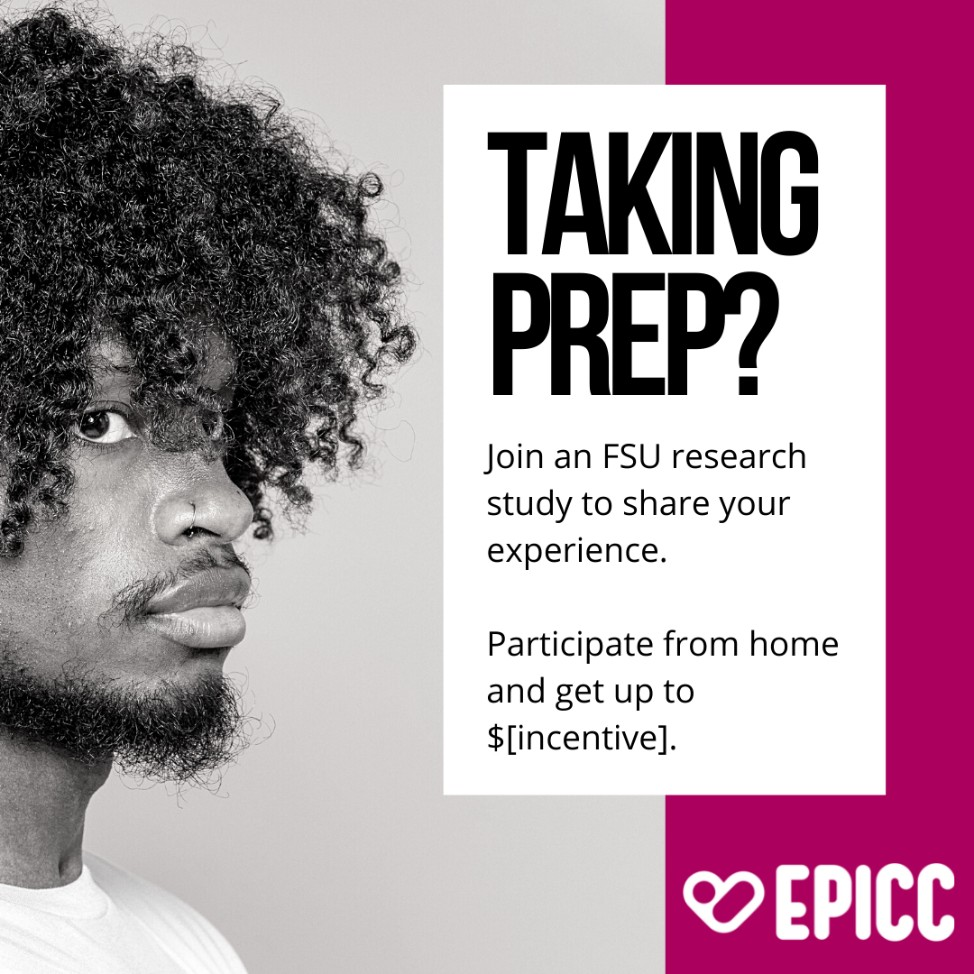 TAKING
PREP?
Join an FSU research
study to share your
experience.
Participate from home
and get up to
$[incentive].
EPICC